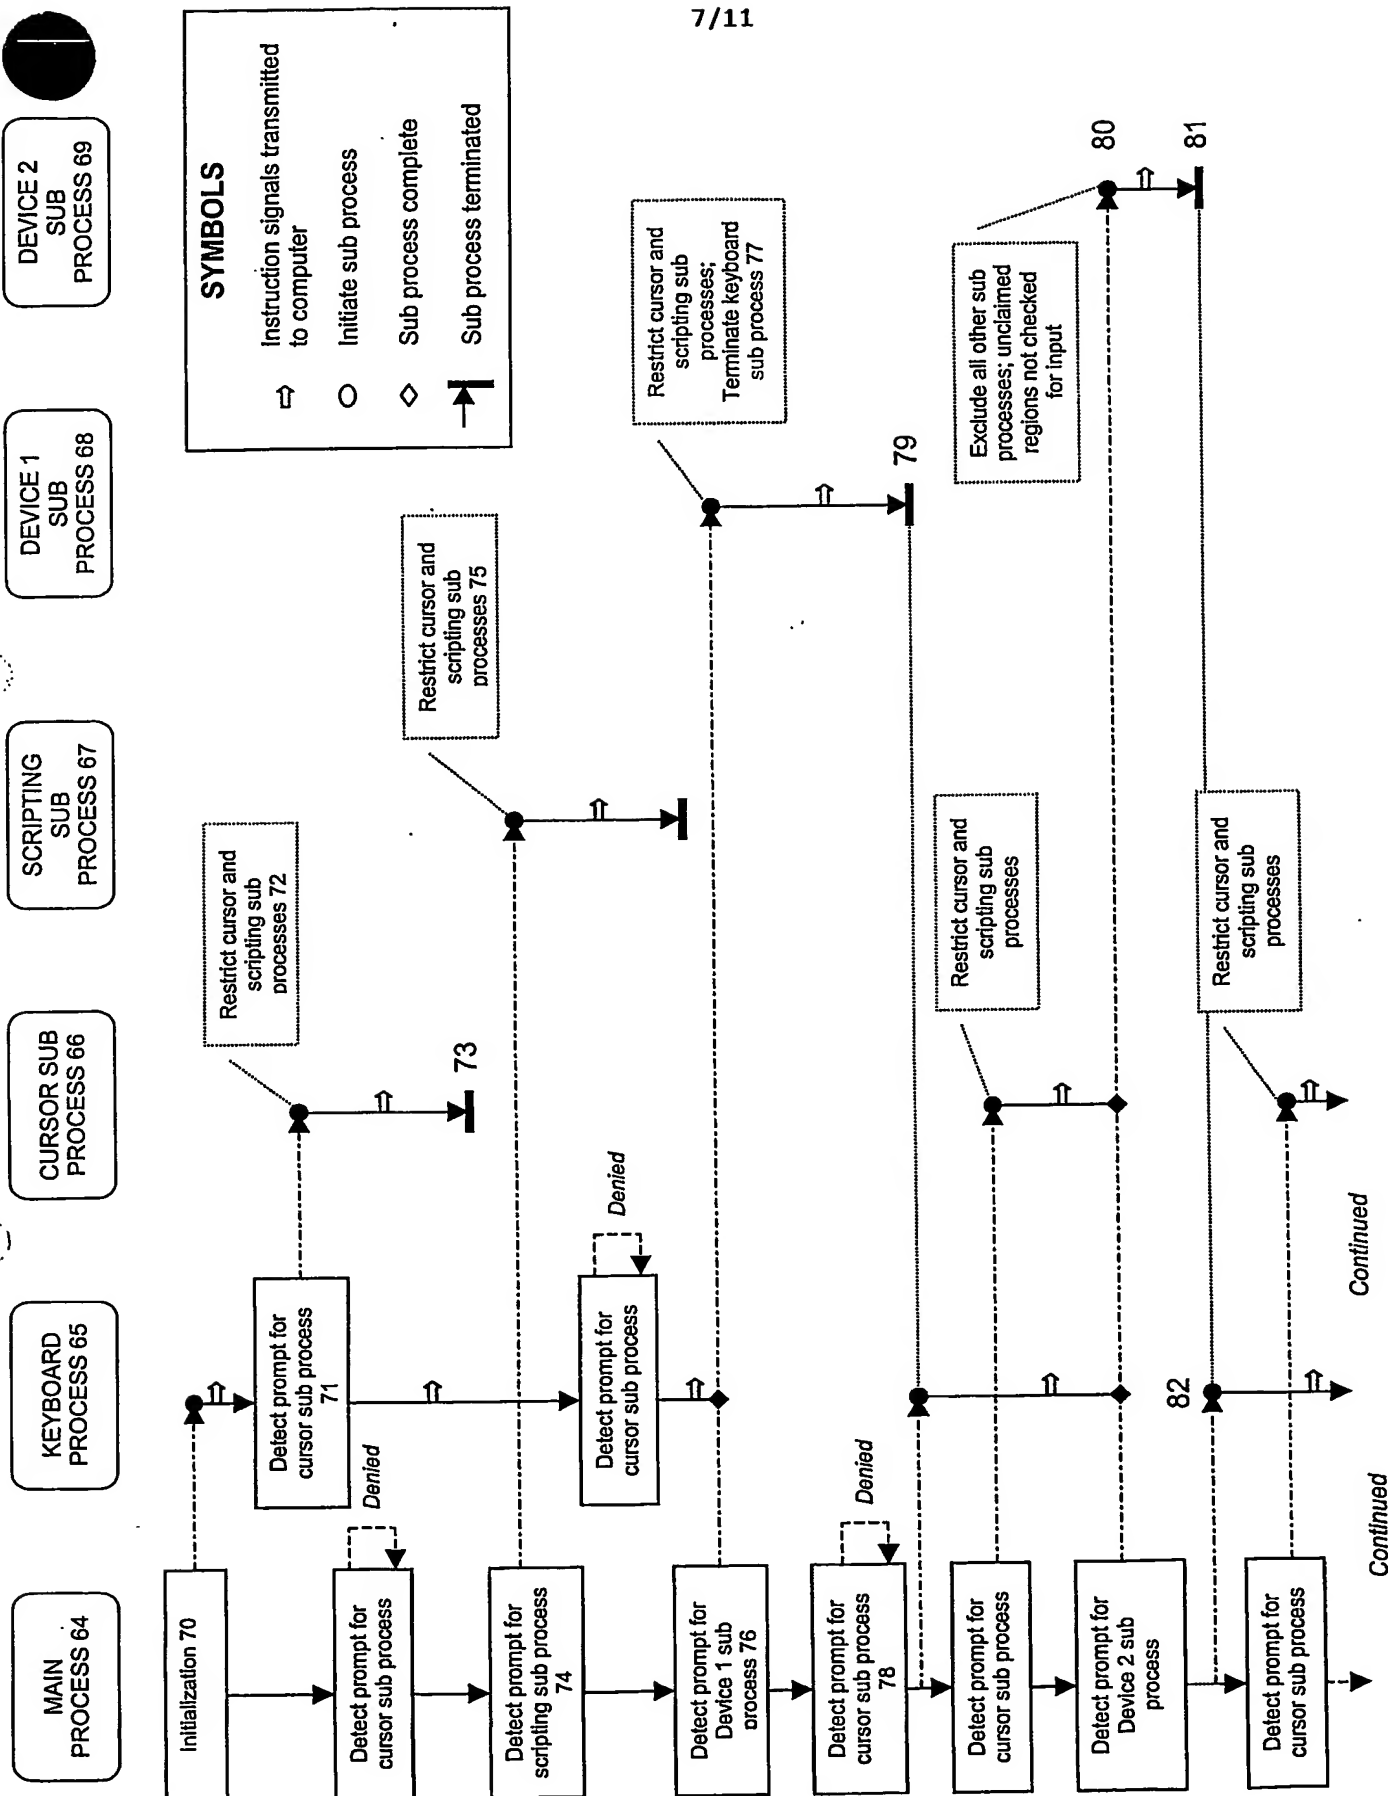 7/11
MAIN
PROCESS 64
KEYBOARD
PROCESS 65
CURSOR SUB
PROCESS 66
SCRIPTING
SUB
PROCESS 67
DEVICE 1
SUB
PROCESS 68
DEVICE 2
SUB
PROCESS 69
SYMBOLS
Instruction signals transmitted
to computer
Initiate sub process
Sub process complete
Sub process terminated
Initialization 70
Detect prompt for
cursor sub process
71
Restrict cursor and
scripting sub
processes 72
Detect prompt for
cursor sub process
Denied
73
Detect prompt for
scripting sub process
74
Restrict cursor and
scripting sub
processes 75
Detect prompt for
cursor sub process
Denied
Detect prompt for
Device 1 sub
process 76
Restrict cursor and
scripting sub
processes;
Terminate keyboard
sub process 77
Detect prompt for
cursor sub process
78
Denied
79
Detect prompt for
cursor sub process
Restrict cursor and
scripting sub
processes
Detect prompt for
Device 2 sub
process
Exclude all other sub
processes; unclaimed
regions not checked
for input
80
81
82
Detect prompt for
cursor sub process
Restrict cursor and
scripting sub
processes
Continued
Continued